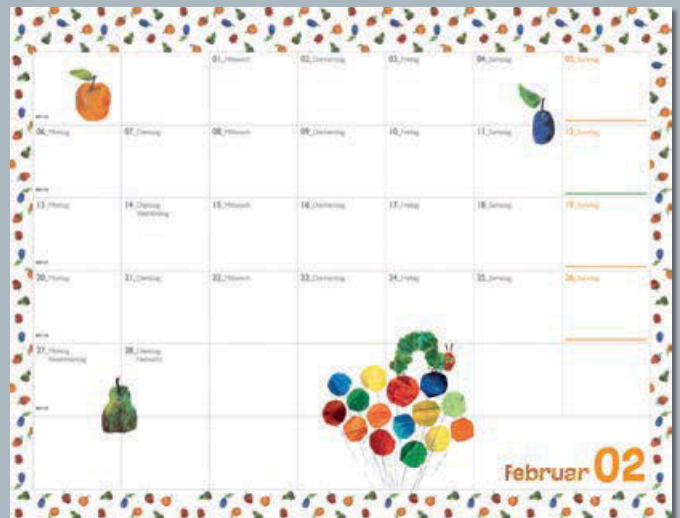 01_Mittwoch
02_Donnerstag
03_Freitag
04_Samstag
05_Sonntag
06_Montag
07_Dienstag
08_Mittwoch
09_Donnerstag
10_Freitag
11_Samstag
12_Sonntag
13_Montag
14_Dienstag
Valentinstag
15_Mittwoch
16_Donnerstag
17_Freitag
18_Samstag
19_Sonntag
20_Montag
21_Dienstag
22_Mittwoch
23_Donnerstag
24_Freitag
25_Samstag
26_Sonntag
27_Montag
Rosenmontag
28_Dienstag
Fastnacht
Februar 02